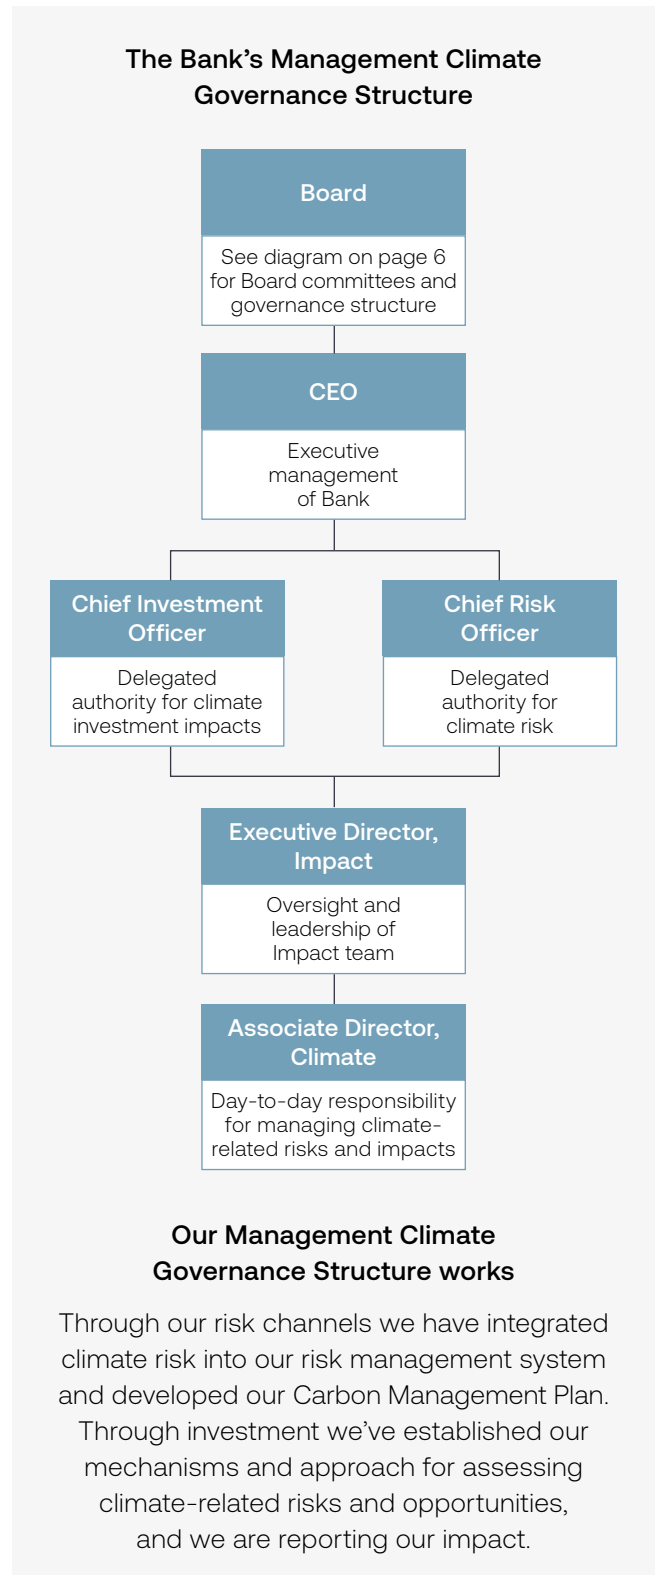 The Bank’s Management Climate
Governance Structure
Board
See diagram on page 6
for Board committees and
governance structure
CEO
Executive
management
of Bank
Chief Investment
Officer
Delegated
authority for climate
investment impacts
Chief Risk
Officer
Delegated
authority for
climate risk
Executive Director,
Impact
Oversight and
leadership of
Impact team
Associate Director,
Climate
Day-to-day responsibility
for managing climate-
related risks and impacts
Our Management Climate
Governance Structure works
Through our risk channels we have integrated
climate risk into our risk management system
and developed our Carbon Management Plan.
Through investment we’ve established our
mechanisms and approach for assessing
climate-related risks and opportunities,
and we are reporting our impact.